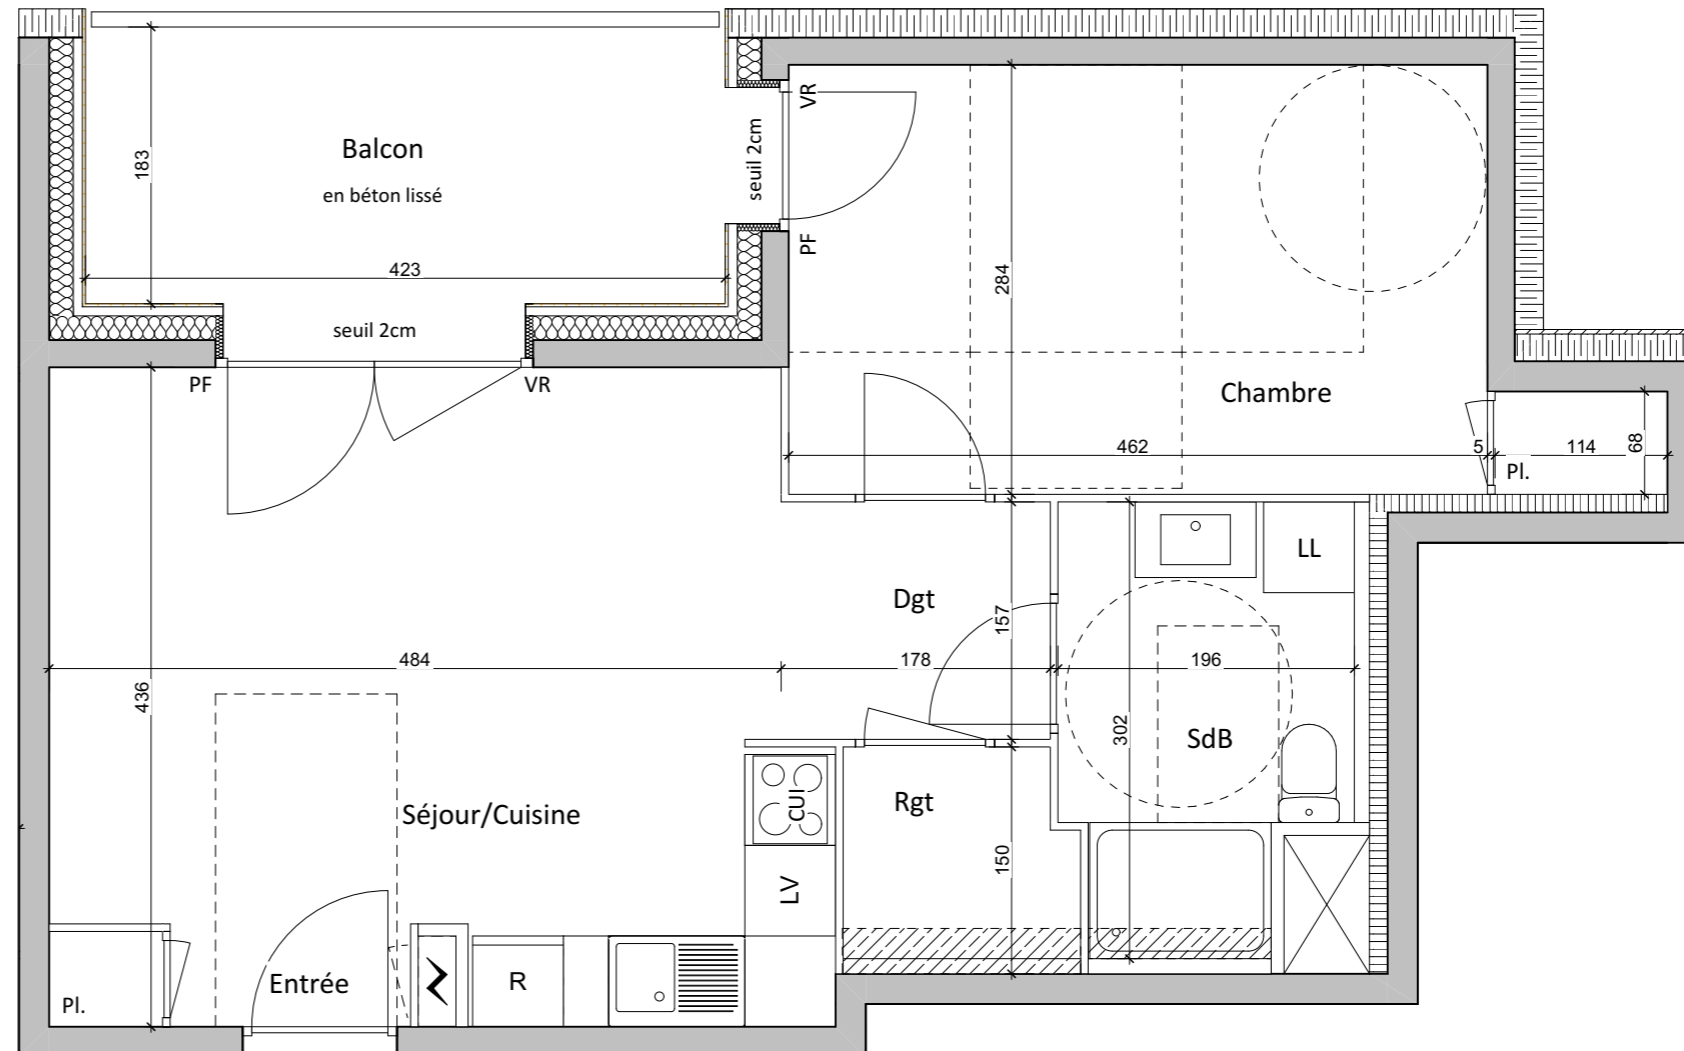 VR
Balcon
183
en béton lissé
seuil 2cm
PF
423
284
seuil 2cm
PF
VR
Chambre
462
5
114
68
Pl.
LL
Dgt
157
484
178
196
436
302
SdB
CUI
Rgt
Séjour/Cuisine
150
LV
Entrée
R
Pl.